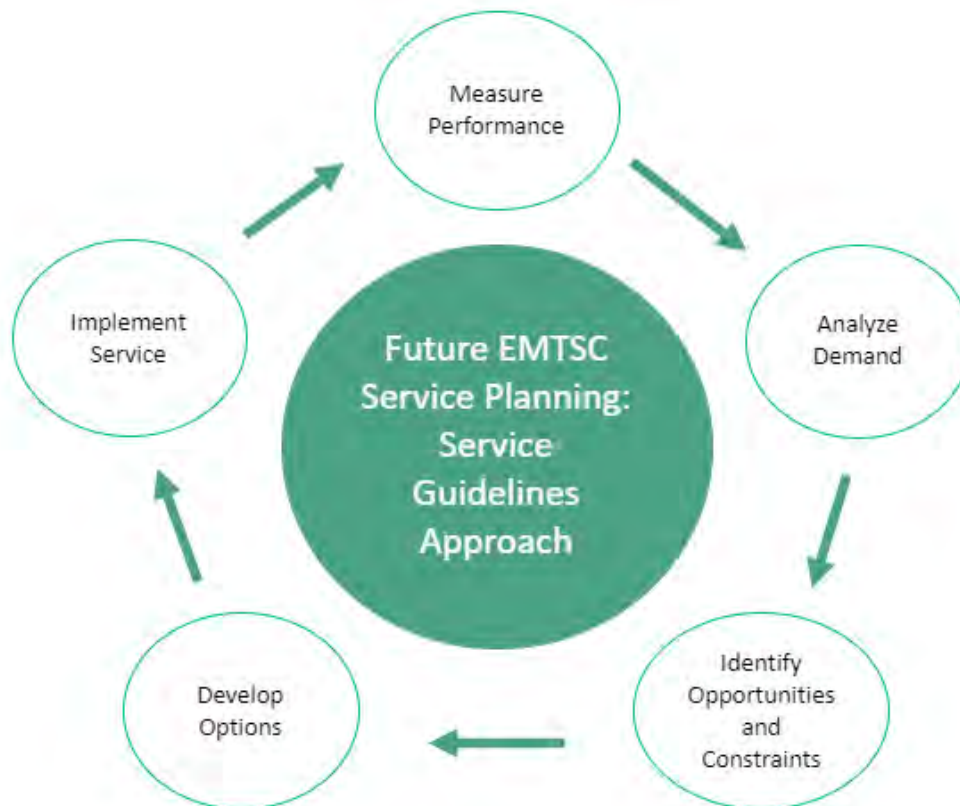 Measure
Performance
Analyze
Demand
Identify
Opportunities
and
Constraints
Develop
Options
Implement
Service
Future EMTSC
Service Planning:
Service
Guidelines
Approach